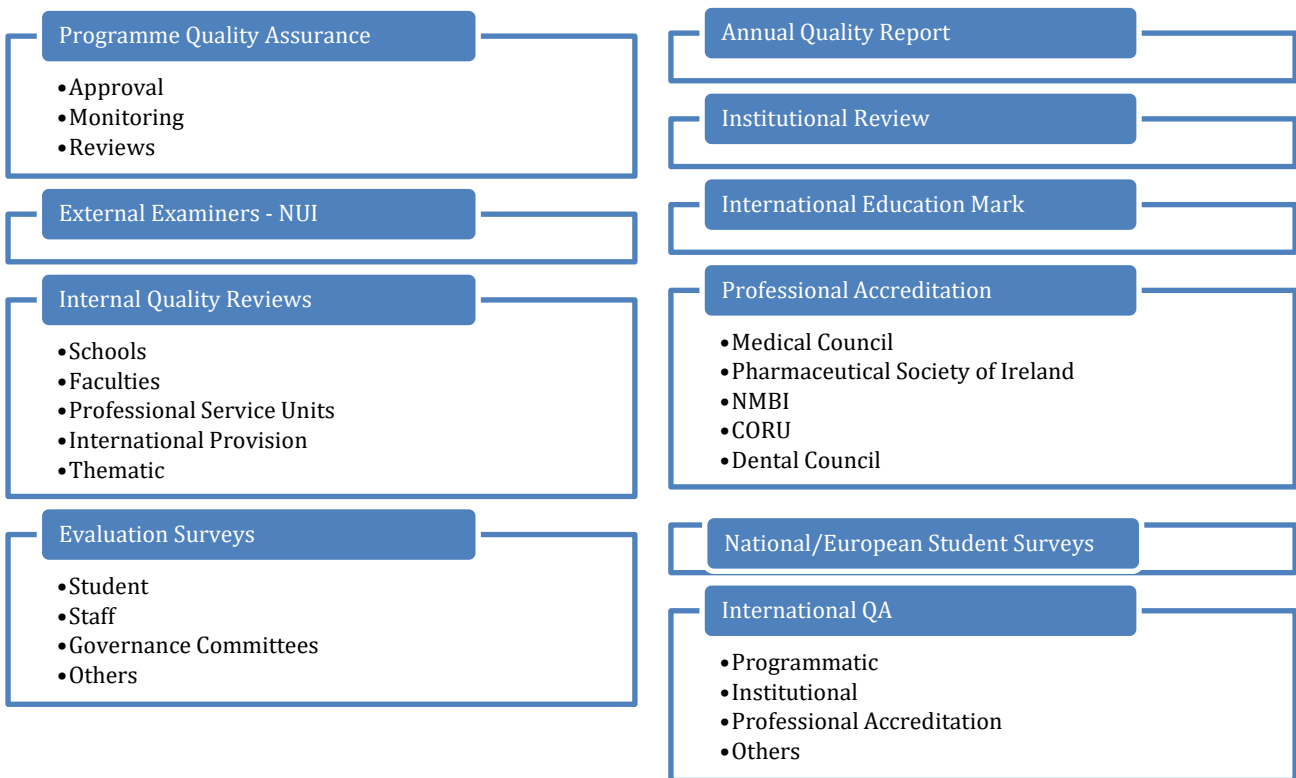 Programme Quality Assurance
•Approval
•Monitoring
•Reviews
External Examiners - NUI
Internal Quality Reviews
•Schools
•Faculties
•Professional Service Units
•International Provision
•Thematic
Evaluation Surveys
•Student
•Staff
•Governance Committees
•Others
Annual Quality Report
Institutional Review
International Education Mark
Professional Accreditation
•Medical Council
•Pharmaceutical Society of Ireland
•NMBI
•CORU
•Dental Council
National/European Student Surveys
International QA
•Programmatic
•Institutional
•Professional Accreditation
•Others